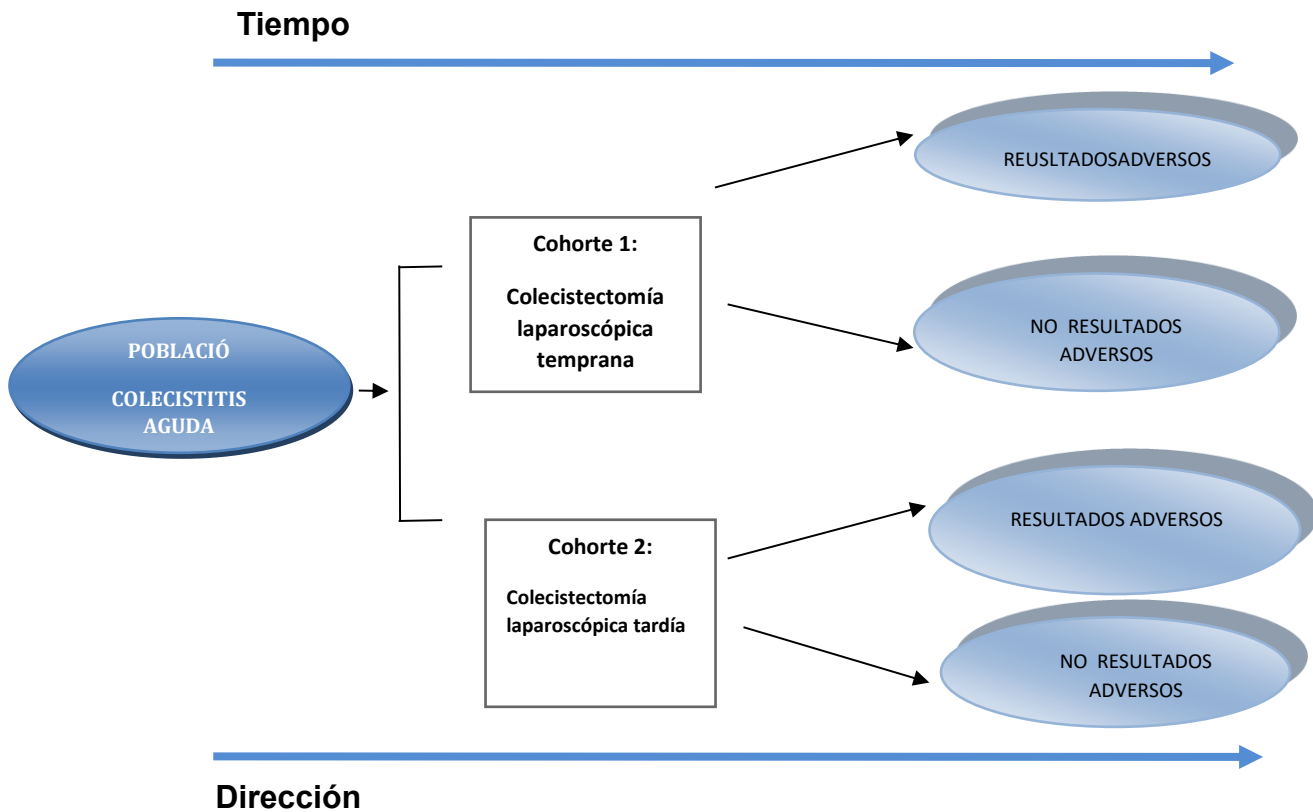 Tiempo
REUSLTADOSADVERSOS
Cohorte 1:
Colecistectomía
laparoscópica
temprana
NO RESULTADOS
ADVERSOS
POBLACIÓ
COLECISTITIS
AGUDA
RESULTADOS ADVERSOS
Cohorte 2:
Colecistectomía
laparoscópica tardía
NO RESULTADOS
ADVERSOS
Dirección